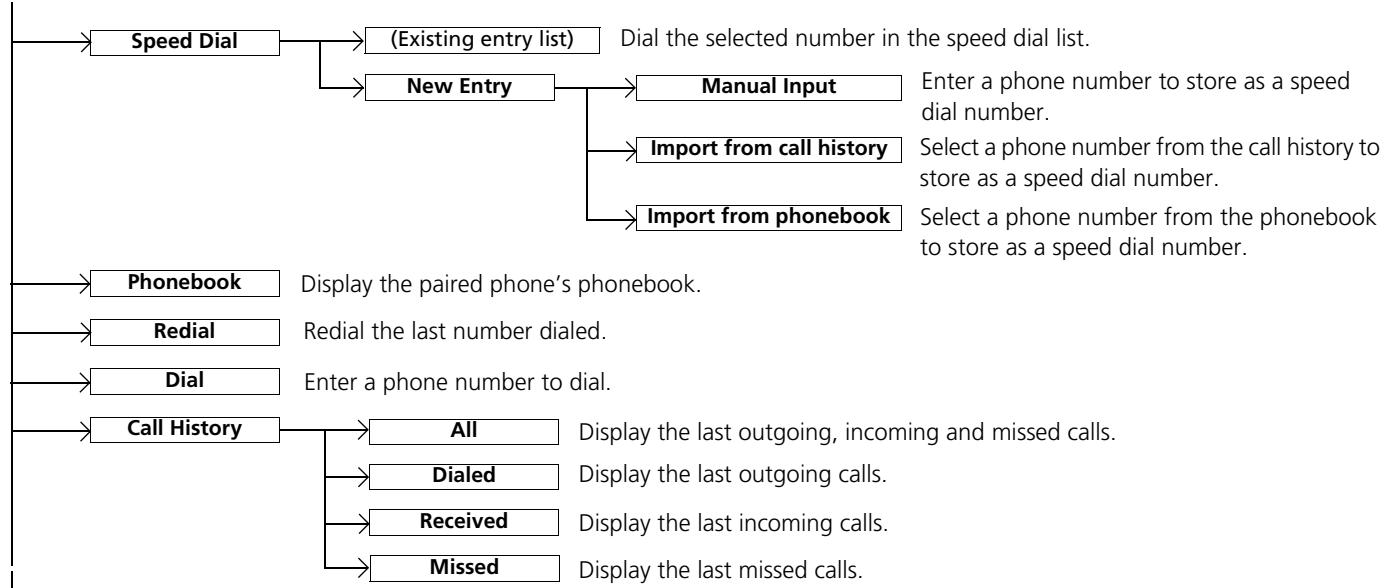 Speed Dial
(Existing entry list)
Dial the selected number in the speed dial list.
New Entry
Manual Input
Enter a phone number to store as a speed
dial number.
Import from call history
Select a phone number from the call history to
store as a speed dial number.
Import from phonebook
Select a phone number from the phonebook
to store as a speed dial number.
Phonebook
Display the paired phone’s phonebook.
Redial
Redial the last number dialed.
Dial
Enter a phone number to dial.
Call History
All
Display the last outgoing, incoming and missed calls.
Dialed
Display the last outgoing calls.
Received
Display the last incoming calls.
Missed
Display the last missed calls.